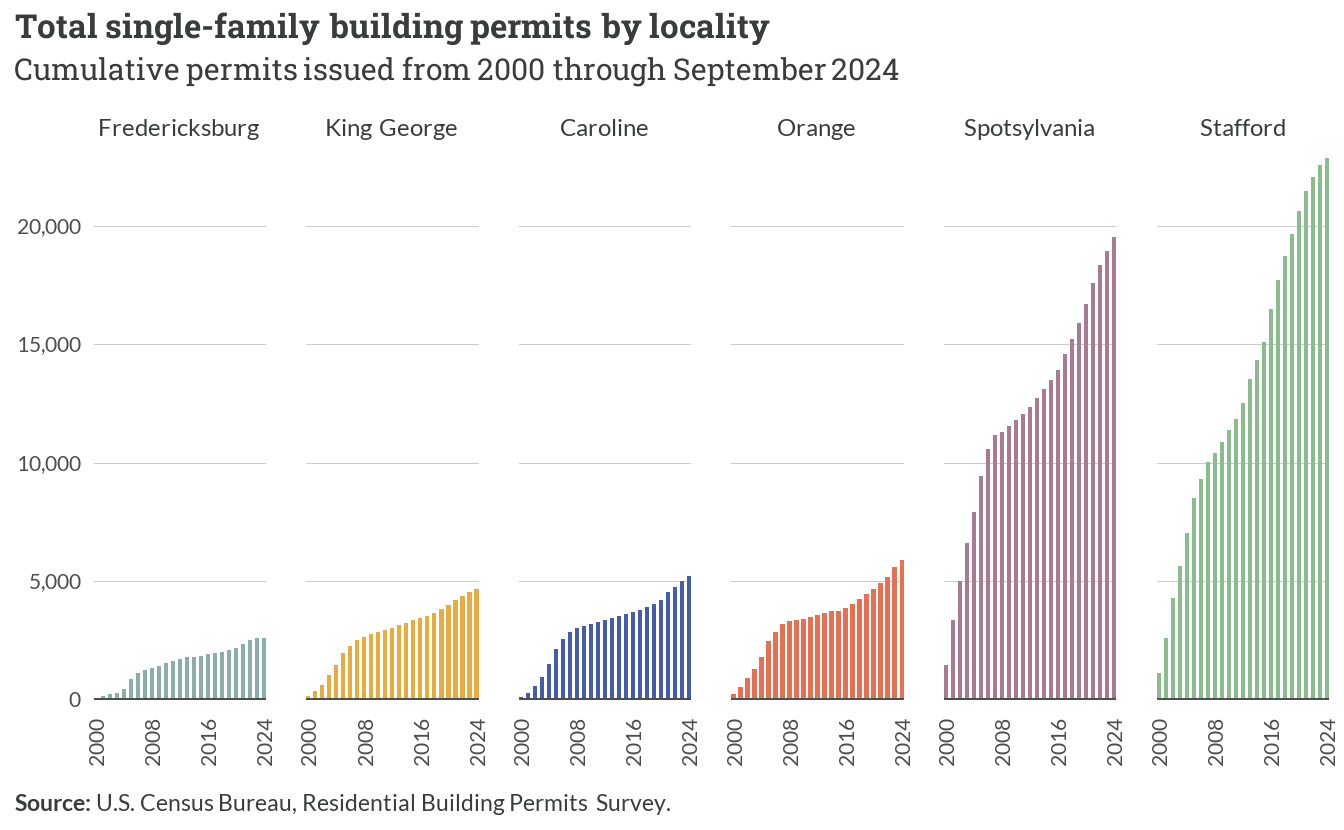 Total single-family building permits by locality
Cumulative permits issued from 2000 through September 2024
Fredericksburg King George Caroline Orange Spotsylvania Stafford
20,000
15,000
10,000
5,000
0
2000 2008 2016 2024 2000 2008 2016 2024 2000 2008 2016 2024 2000 2008 2016 2024 2000 2008 2016 2024 2000 2008 2016 2024
Source: U.S. Census Bureau, Residential Building Permits Survey.